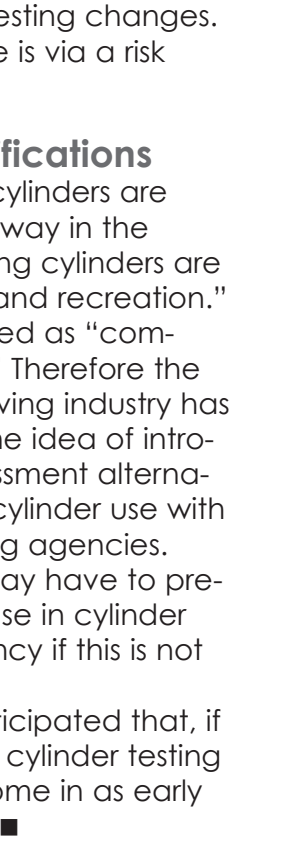 esting changes.
e is via a risk
fications
cylinders are
way in the
ng cylinders are
and recreation.”
ed as “com-
Therefore the
ving industry has
e idea of intro-
ssment alterna-
cylinder use with
g agencies.
ay have to pre-
se in cylinder
ncy if this is not
icipated that, if
cylinder testing
ome in as early
■